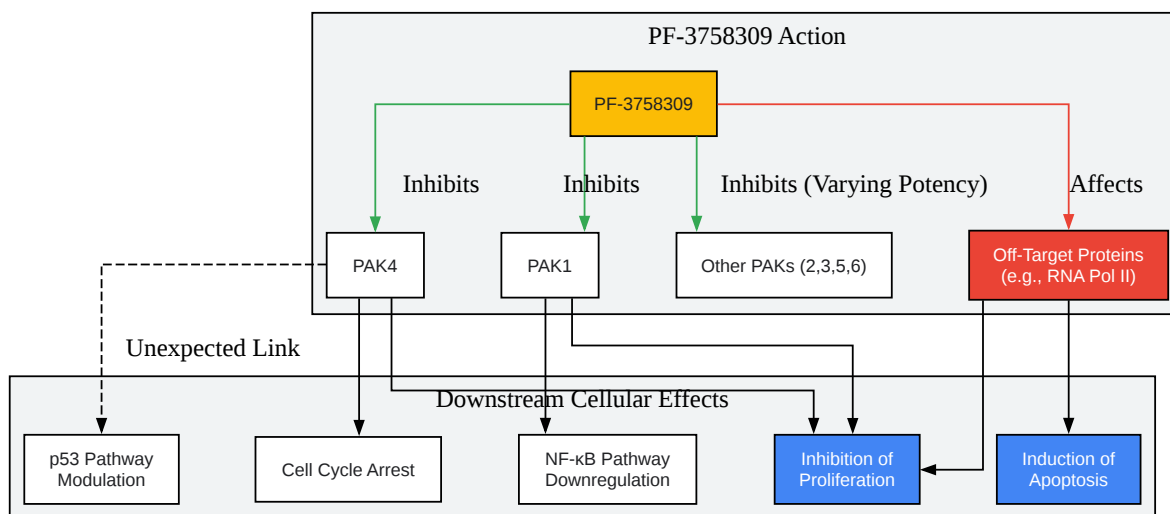 PF-3758309 Action
PF-3758309
Inhibits
Inhibits
Inhibits (Varying Potency)
Affects
PAK4
PAK1
Other PAKs (2,3,5,6)
Off-Target Proteins
(e.g., RNA Pol II)
Unexpected Link
Downstream Cellular Effects
p53 Pathway
Modulation
Cell Cycle Arrest
NF-κB Pathway
Downregulation
Inhibition of
Proliferation
Induction of
Apoptosis